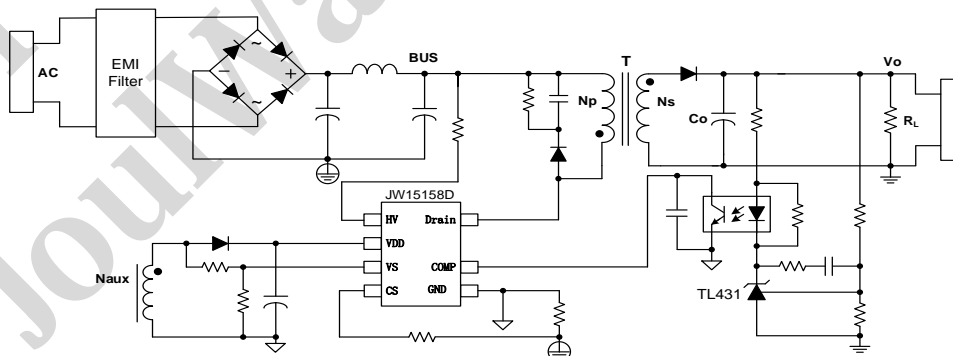 AC
EMI
Filter
~
−
+
~
BUS
T
Np
Ns
Co
Vo
RL
JW15158D
HV
Drain
VDD
VS
COMP
CS
GND
Naux
TL431
JoulWa